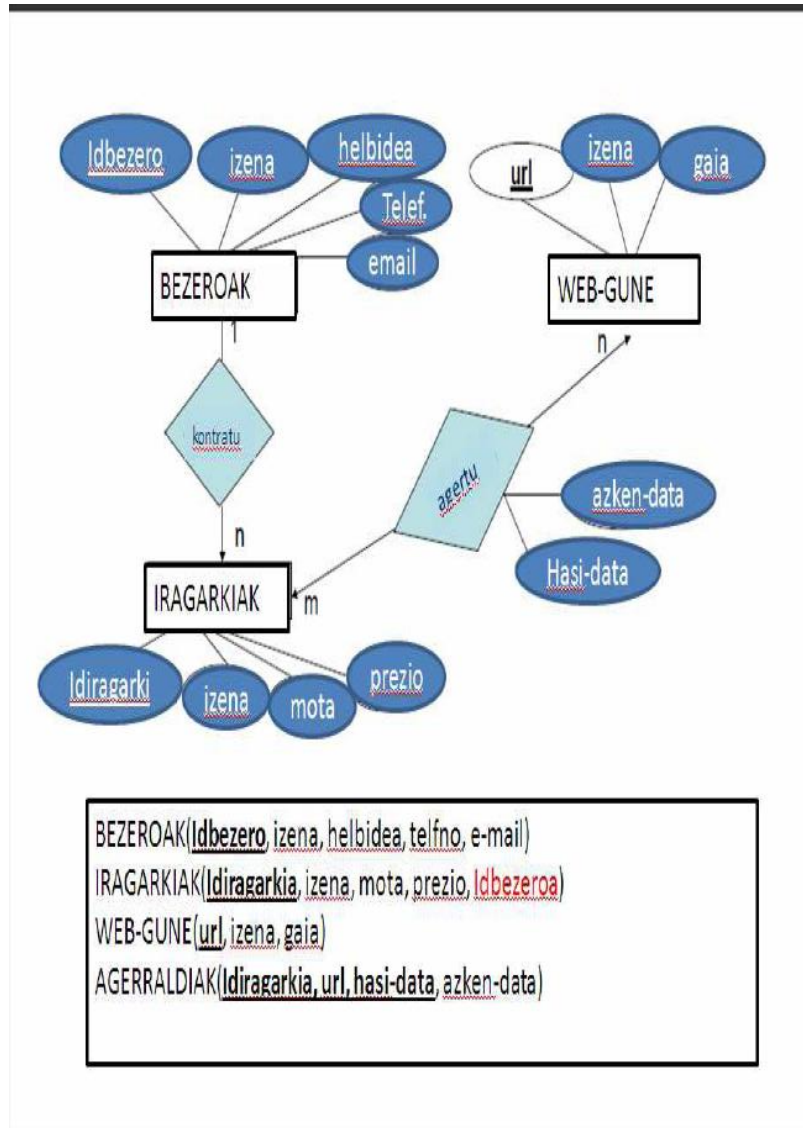 Idbezero
izena
helbidea
Telef.
email
url
izena
gaia
BEZEROAK
WEB-GUNE
1
n
kontratu
agertu
azken-data
Hasi-data
n
m
IRAGARKIAK
Idiragarki
izena
mota
prezio
BEZEROAK(Idbezero, izena, helbidea, telfno, e-mail)
IRAGARKIAK(Idiragarkia, izena, mota, prezio, Idbezeroa)
WEB-GUNE(url, izena, gaia)
AGERRALDIAK(Idiragarkia, url, hasi-data, azken-data)